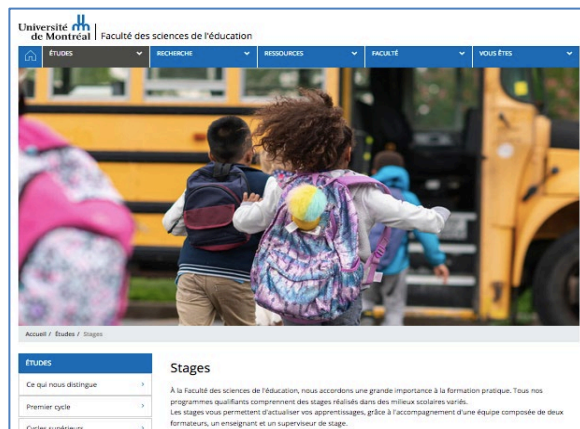 Université
de Montréal
Faculté des sciences de l'éducation
ÉTUDES
RECHERCHE
RESSOURCES
FACULTÉ
VOUS ÊTES
Accueil / Études / Stages
ÉTUDES
Ce qui nous distingue
Premier cycle
Cycles supérieurs
Stages
À la Faculté des sciences de l'éducation, nous accordons une grande importance à la formation pratique. Tous nos
programmes qualifiants comprennent des stages réalisés dans des milieux scolaires variés.
Les stages vous permettent d'actualiser vos apprentissages, grâce à l'accompagnement d'une équipe composée de deux
formateurs, un enseignant et un superviseur de stage.